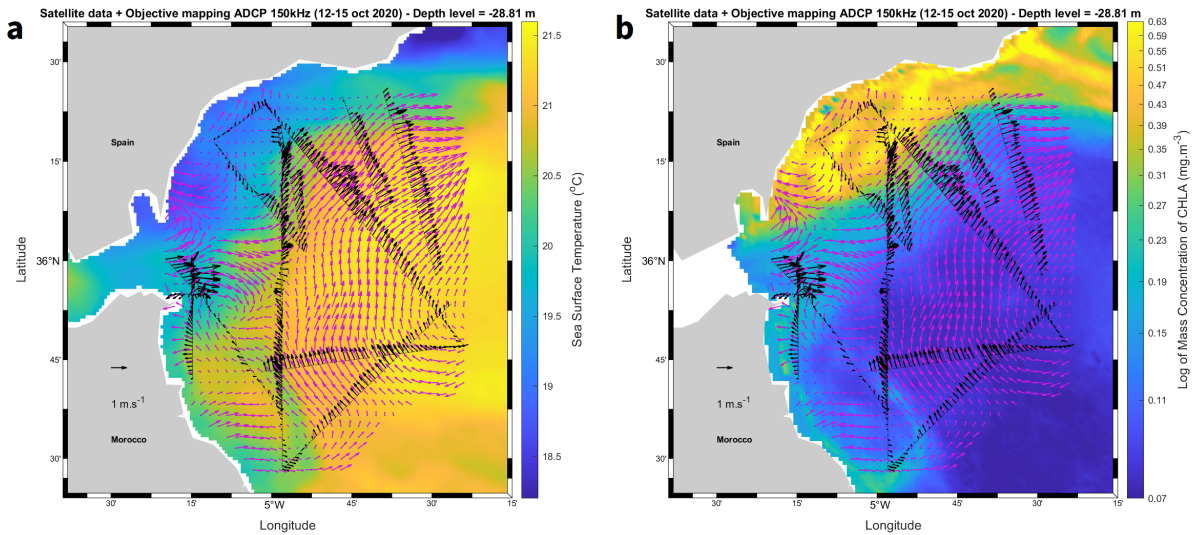 a
Satellite data + Objective mapping ADCP 150kHz (12-15 oct 2020) - Depth level = -28.81 m
30'
15'
36°N
45'
30'
Latitude
Spain
1 m.s⁻¹
Morocco
30'
15'
5°W
45'
30'
15'
Longitude
21.5
21
20.5
20
19.5
19
18.5
Sea Surface Temperature (⁰C)
b
Satellite data + Objective mapping ADCP 150kHz (12-15 oct 2020) - Depth level = -28.81 m
30'
15'
36°N
45'
30'
Latitude
Spain
1 m.s⁻¹
Morocco
30'
15'
5°W
45'
30'
15'
Longitude
0.63
0.59
0.55
0.51
0.47
0.43
0.39
0.35
0.31
0.27
0.23
0.19
0.15
0.11
0.07
Log of Mass Concentration of CHLA (mg.m⁻³)